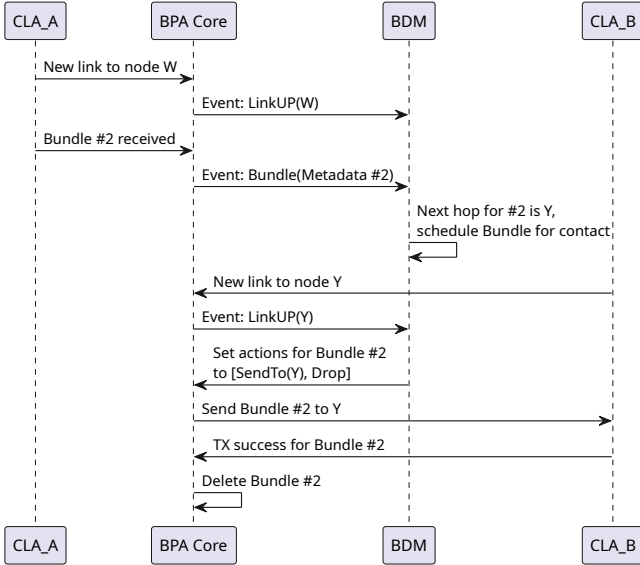 CLA_A
BPA Core
BDM
CLA_B
New link to node W
Event: LinkUP(W)
Bundle #2 received
Event: Bundle(Metadata #2)
Next hop for #2 is Y,
schedule Bundle for contact
New link to node Y
Event: LinkUP(Y)
Set actions for Bundle #2
to [SendTo(Y), Drop]
Send Bundle #2 to Y
TX success for Bundle #2
Delete Bundle #2
CLA_A
BPA Core
BDM
CLA_B